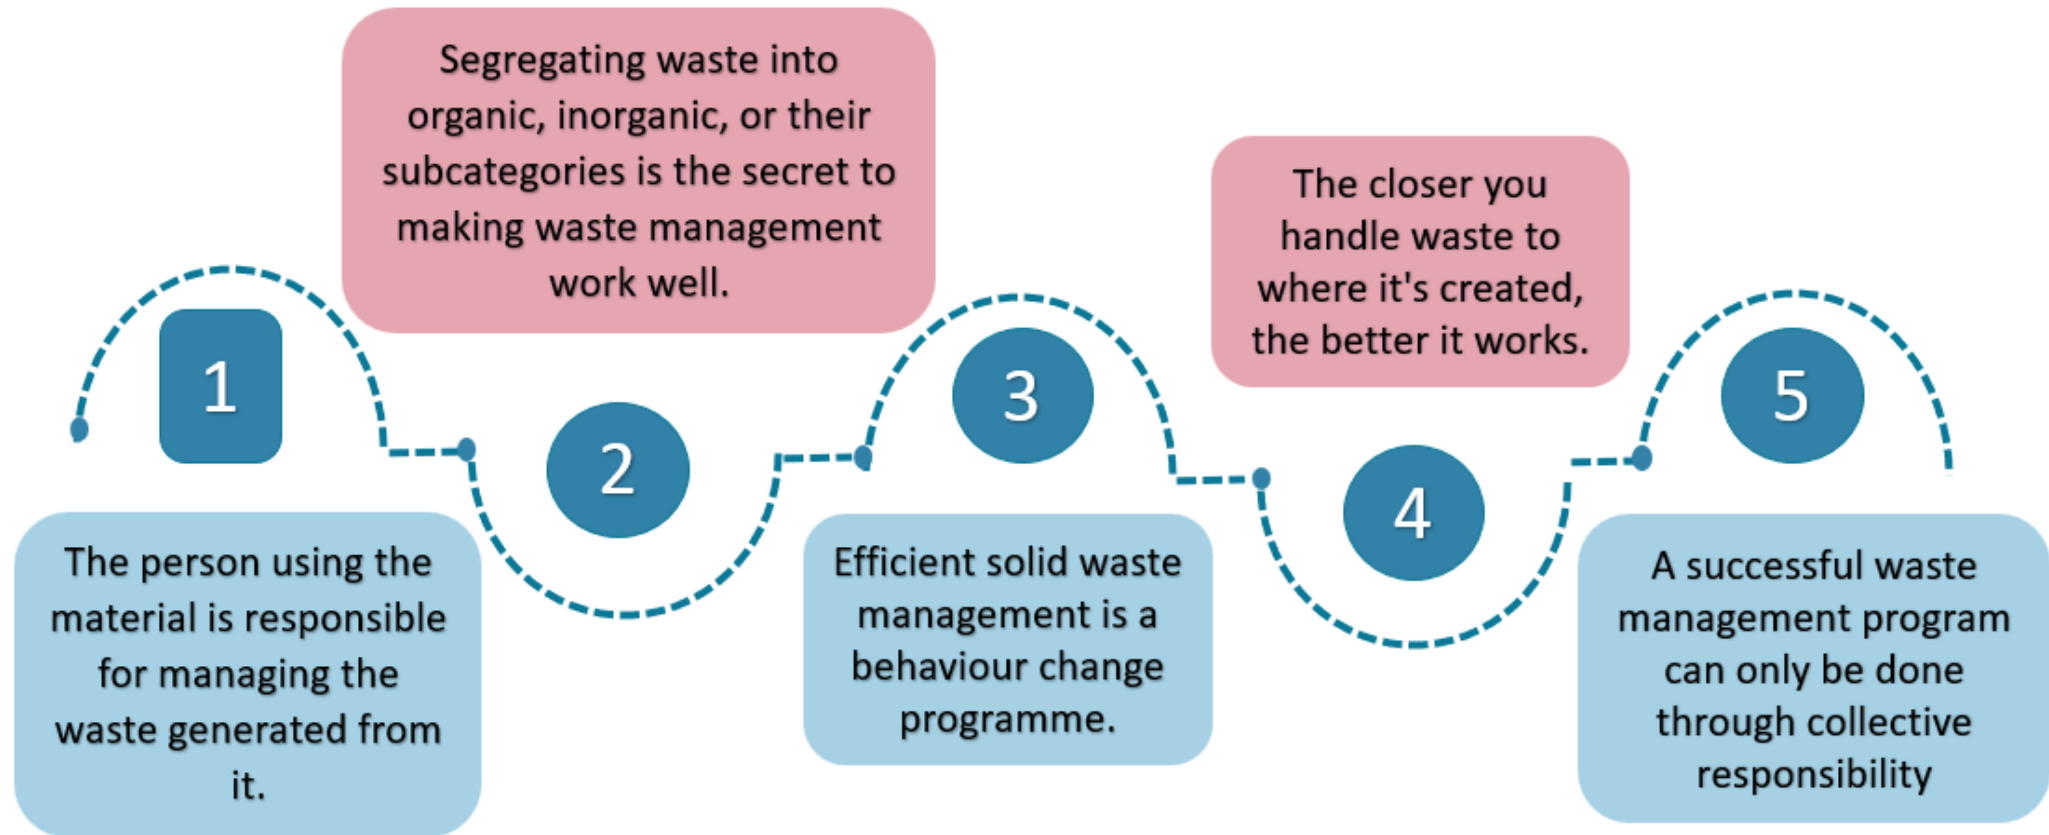 1
The person using the
material is responsible
for managing the
waste generated from
it.
2
Segregating waste into
organic, inorganic, or their
subcategories is the secret to
making waste management
work well.
3
Efficient solid waste
management is a
behaviour change
programme.
4
The closer you
handle waste to
where it's created,
the better it works.
5
A successful waste
management program
can only be done
through collective
responsibility